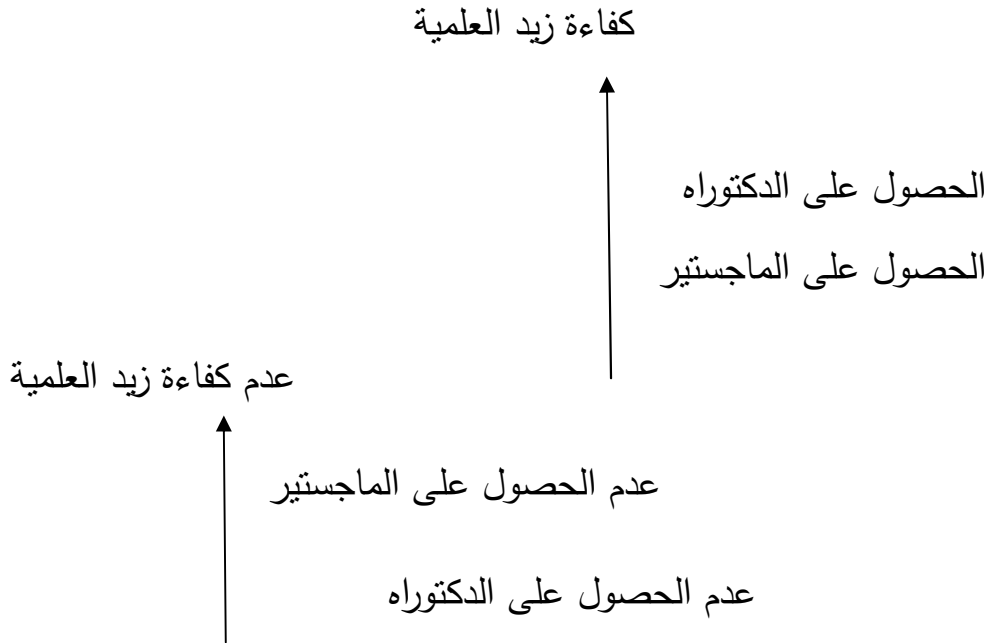 كفاءة زيد العلمية
الحصول على الدكتوراه
الحصول على الماجستير
عدم كفاءة زيد العلمية
عدم الحصول على الماجستير
عدم الحصول على الدكتوراه